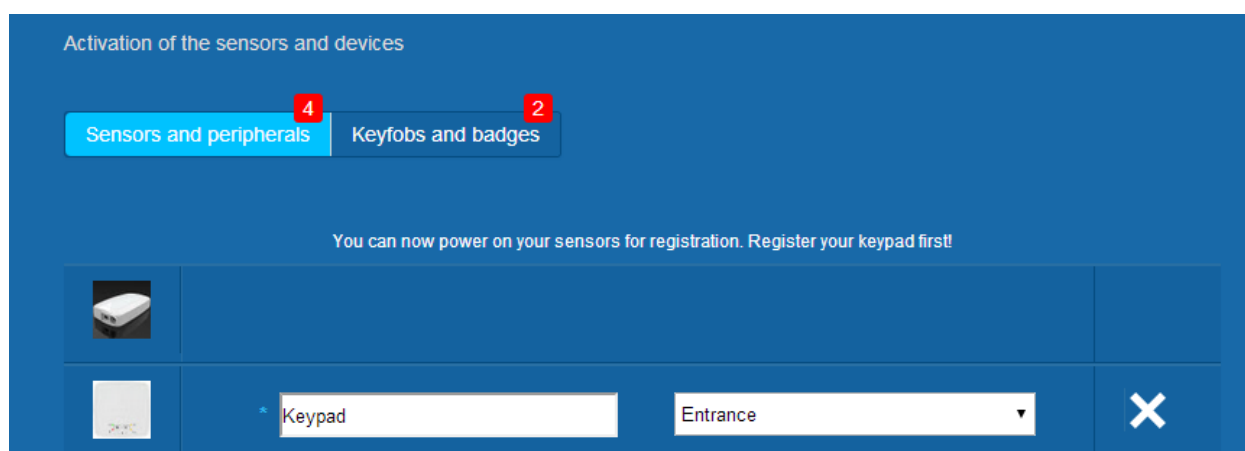 Activation of the sensors and devices
4
2
Sensors and peripherals
Keyfobs and badges
You can now power on your sensors for registration. Register your keypad first!
* Keypad
Entrance